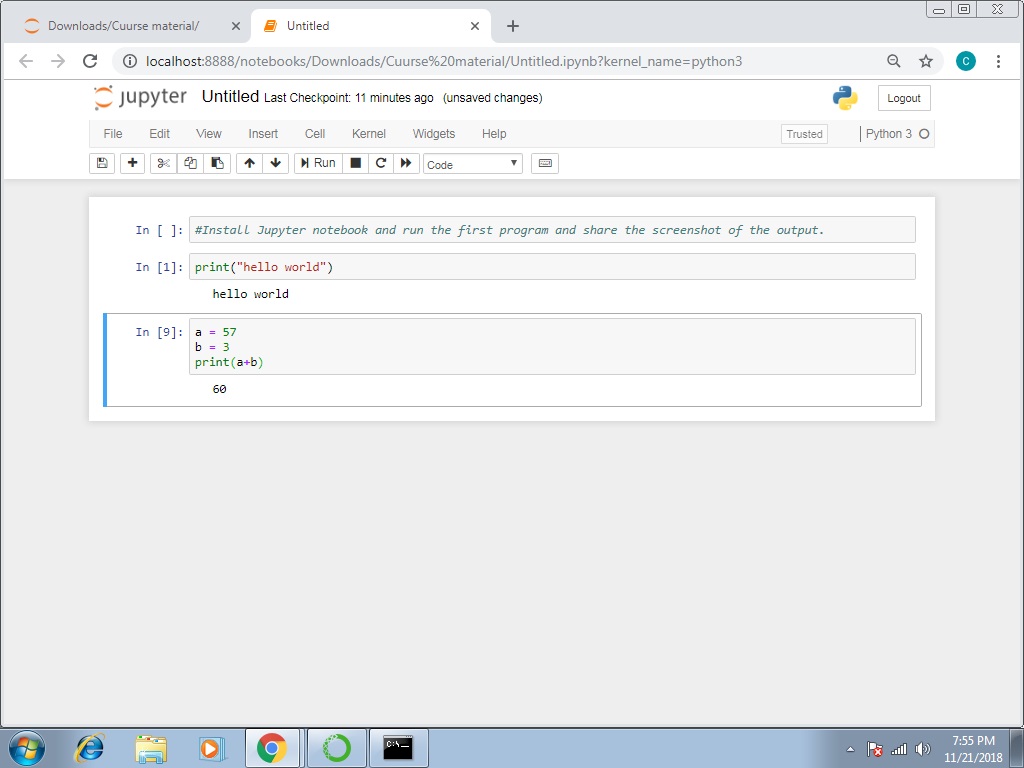 Downloads/Cuurse material/
Untitled
localhost:8888/notebooks/Downloads/Cuurse%20material/Untitled.ipynb?kernel_name=python3
C
jupyter Untitled Last Checkpoint: 11 minutes ago (unsaved changes)
Logout
File Edit View Insert Cell Kernel Widgets Help
Trusted
Python 3
Run
Code
In [ ]: #Install Jupyter notebook and run the first program and share the screenshot of the output.
In [1]: print("hello world")
hello world
In [9]: a = 57
b = 3
print(a+b)
60
C:\
7:55 PM
11/21/2018